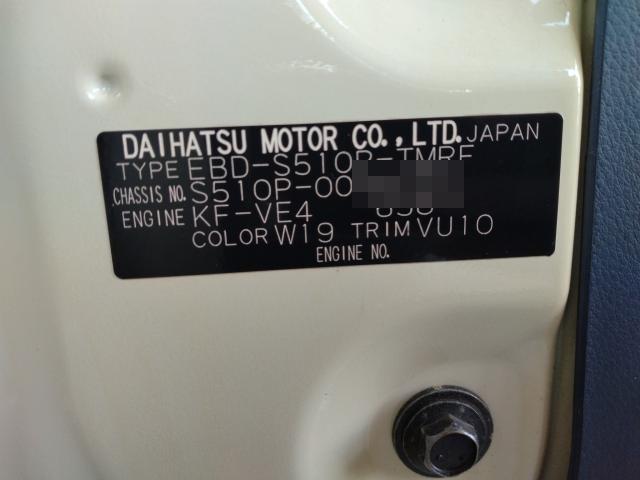 DAIHATSU MOTOR CO., LTD. JAPAN
TYPE EBD-S510P-TMRF
CHASSIS NO. S510P-00
ENGINE KF-VE4 658
COLOR W19 TRIM VU10
ENGINE NO.